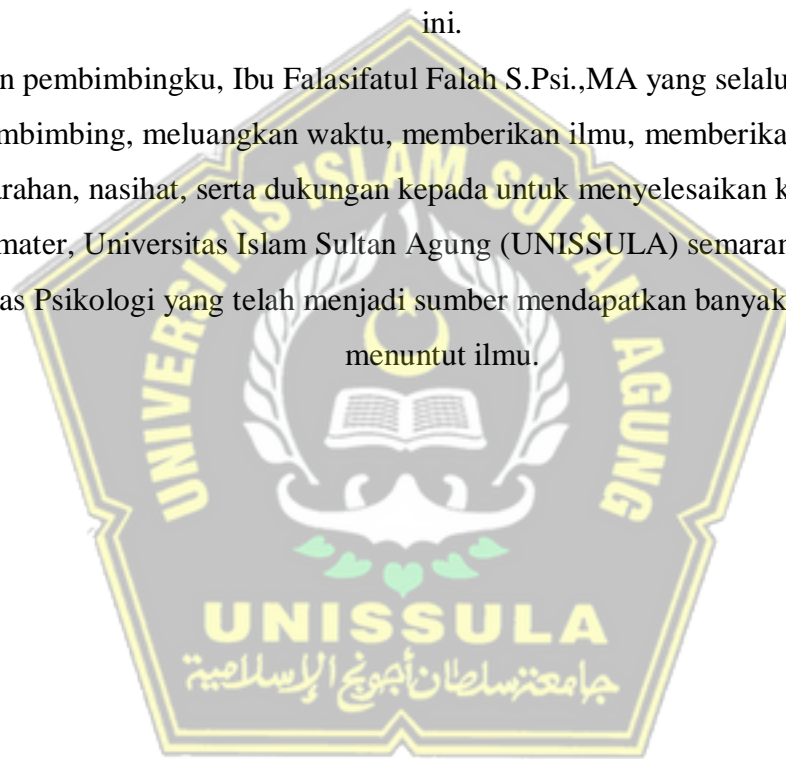 ini.
n pembimbingku, Ibu Falasifatul Falah S.Psi.,MA yang selalu
mbimbing, meluangkan waktu, memberikan ilmu, memberika
arahan, nasihat, serta dukungan kepada untuk menyelesaikan k
mater, Universitas Islam Sultan Agung (UNISSULA) semaran
as Psikologi yang telah menjadi sumber mendapatkan banyak
menuntut ilmu.
UNIVERSITAS ISLAM SULTAN AGUNG
UNISSULA
جامعة سلطان أجونج الإسلامية